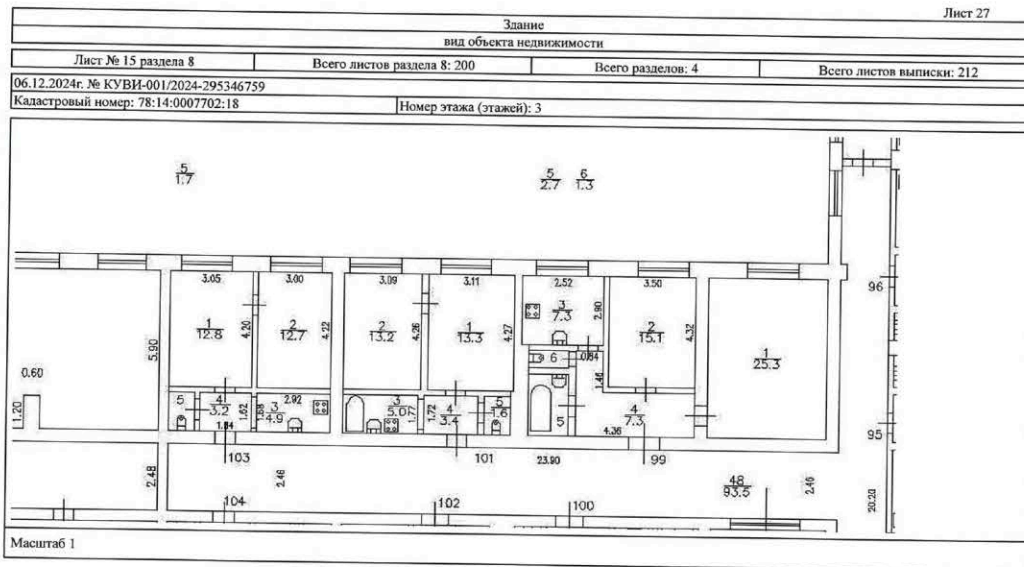 Лист 27
Здание
вид объекта недвижимости
Лист № 15 раздела 8 Всего листов раздела 8: 200 Всего разделов: 4 Всего листов выписки: 212
06.12.2024г. № КУВИ-001/2024-295346759
Кадастровый номер: 78:14:0007702:18 Номер этажа (этажей): 3
5 5 6
1.7 2.7 1.3
3.05 3.00 3.09 3.11 2.52 3.50
96
3
7.3 2.90
1 2 2 1 2
12.8 4.20 12.7 4.22 13.2 4.26 13.3 4.27 15.1 4.32
5.90
1
25.3
6 0.84
0.60
1.46
1.20
5 4 2.92 3 4 5 4
3.2 1.62 1.68 3 5.0 1.77 1.72 3.4 1.6 5 7.3
4.9
1.84 4.36 95
103 101 23.90 99
2.48 2.46 48 2.46
93.5
20.20
104 102 100
Масштаб 1